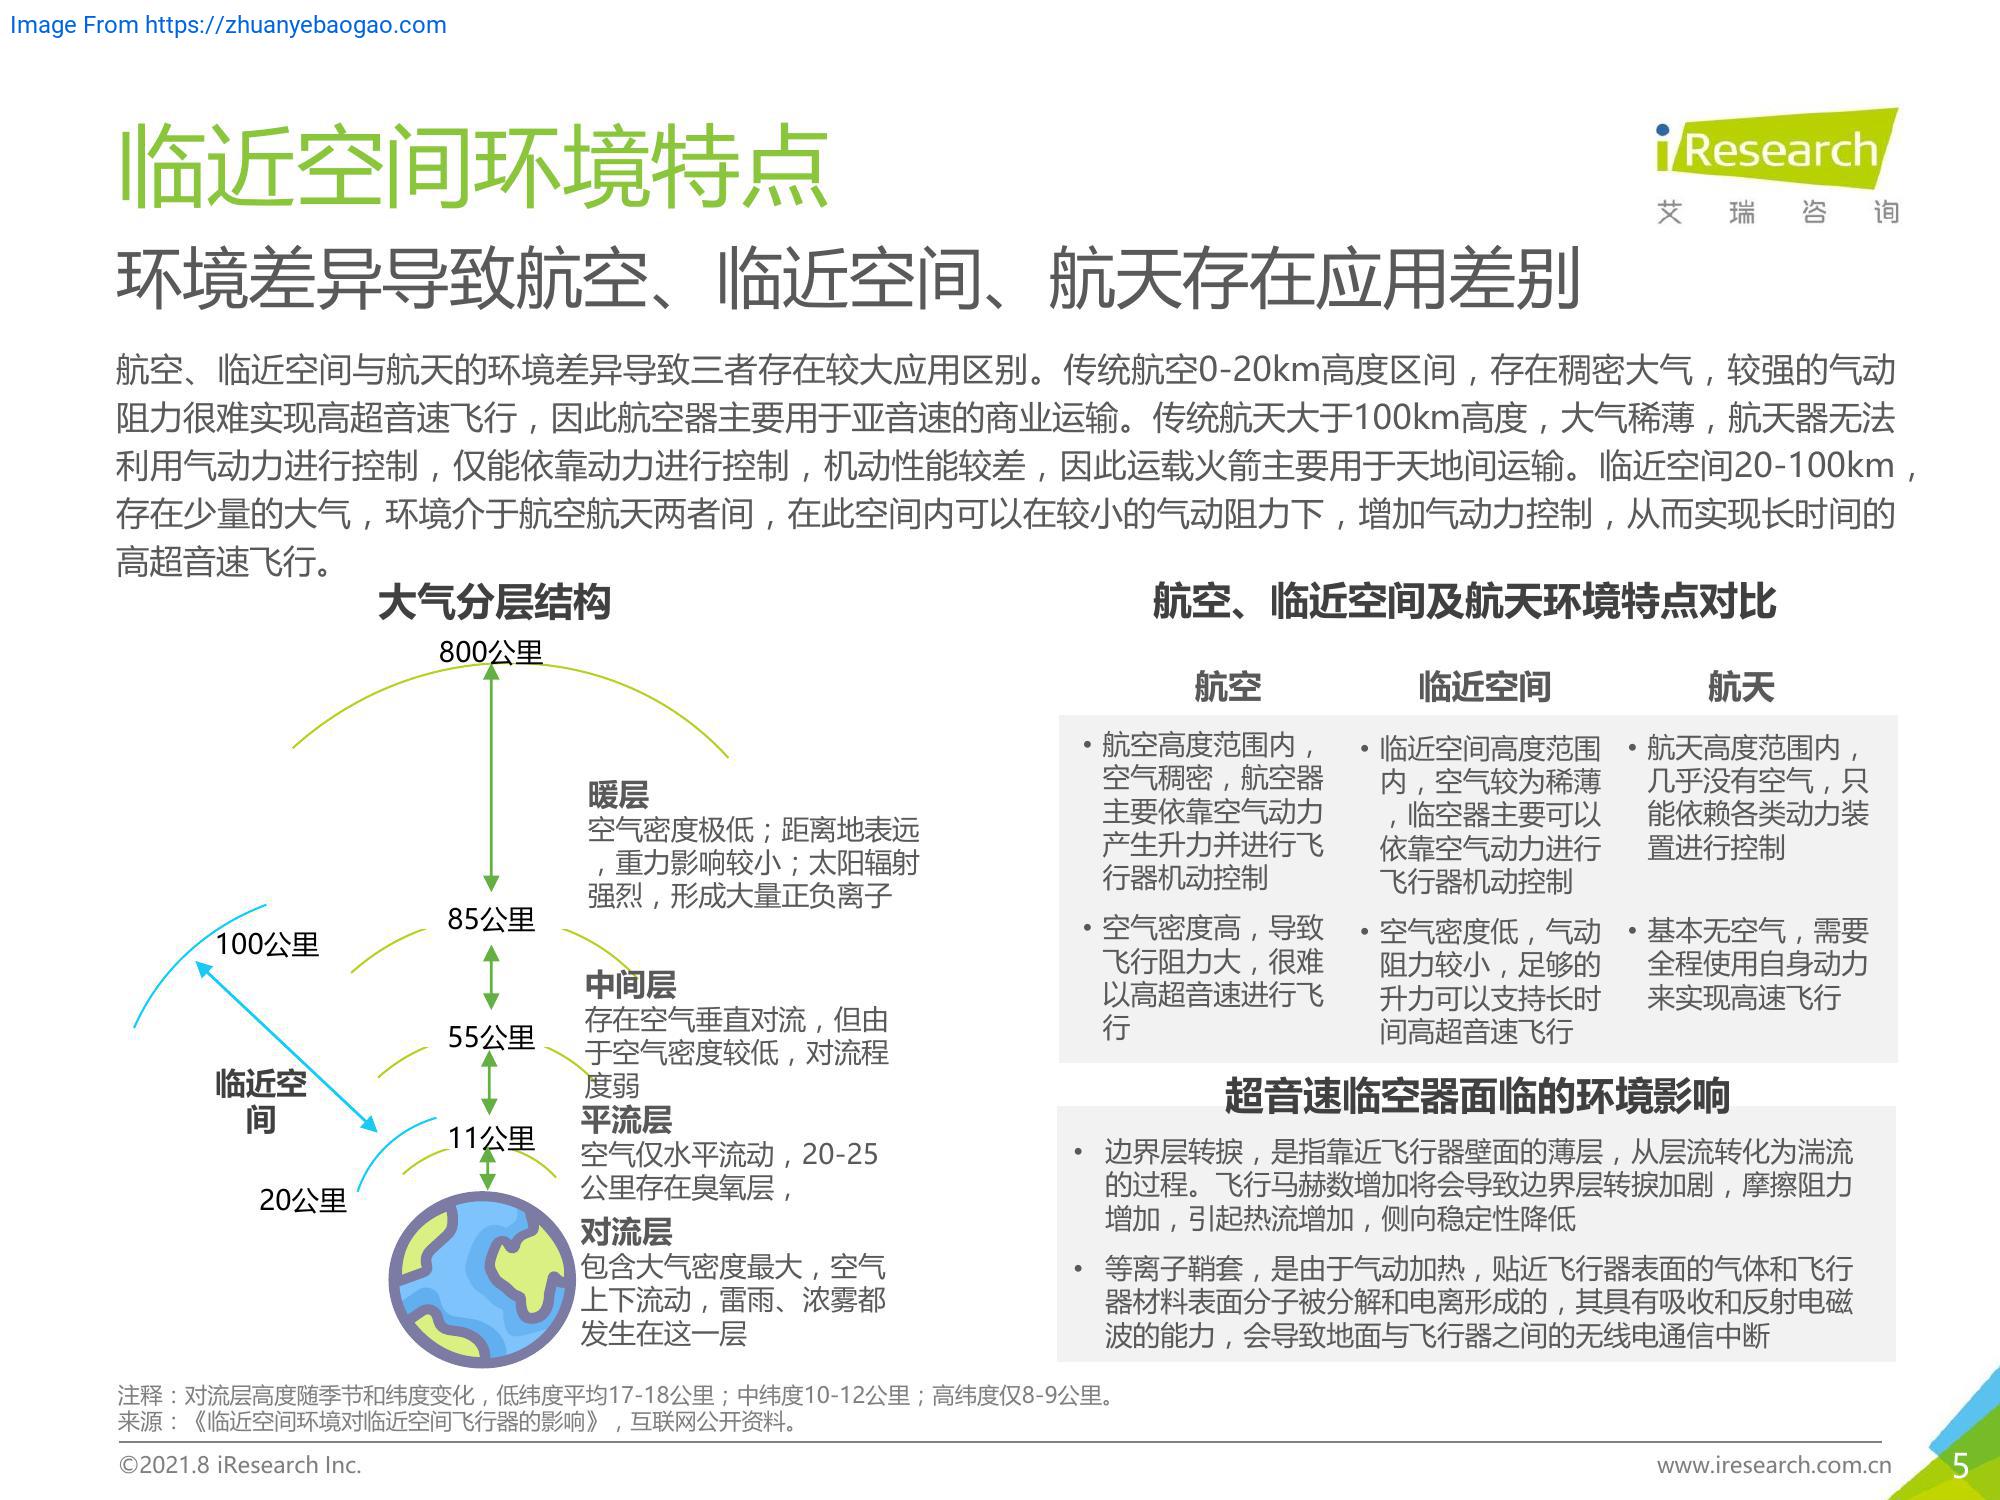 Image From https://zhuanyebaogao.com
临近空间环境特点
iResearch
艾瑞咨询
环境差异导致航空、临近空间、航天存在应用差别
航空、临近空间与航天的环境差异导致三者存在较大应用区别。传统航空0-20km高度区间，存在稠密大气，较强的气动
阻力很难实现高超音速飞行，因此航空器主要用于亚音速的商业运输。传统航天大于100km高度，大气稀薄，航天器无法
利用气动力进行控制，仅能依靠动力进行控制，机动性能较差，因此运载火箭主要用于天地间运输。临近空间20-100km，
存在少量的大气，环境介于航空航天两者间，在此空间内可以在较小的气动阻力下，增加气动力控制，从而实现长时间的
高超音速飞行。
大气分层结构
800公里
暖层
空气密度极低；距离地表远
，重力影响较小；太阳辐射
强烈，形成大量正负离子
85公里
100公里
中间层
存在空气垂直对流，但由
于空气密度较低，对流程
度弱
55公里
临近空
间
平流层
空气仅水平流动，20-25
公里存在臭氧层，
11公里
20公里
对流层
包含大气密度最大，空气
上下流动，雷雨、浓雾都
发生在这一层
航空、临近空间及航天环境特点对比
航空
• 航空高度范围内，
空气稠密，航空器
主要依靠空气动力
产生升力并进行飞
行器机动控制
• 空气密度高，导致
飞行阻力大，很难
以高超音速进行飞
行
临近空间
• 临近空间高度范围
内，空气较为稀薄
，临空器主要可以
依靠空气动力进行
飞行器机动控制
• 空气密度低，气动
阻力较小，足够的
升力可以支持长时
间高超音速飞行
航天
• 航天高度范围内，
几乎没有空气，只
能依赖各类动力装
置进行控制
• 基本无空气，需要
全程使用自身动力
来实现高速飞行
超音速临空器面临的环境影响
• 边界层转捩，是指靠近飞行器壁面的薄层，从层流转化为湍流
的过程。飞行马赫数增加将会导致边界层转捩加剧，摩擦阻力
增加，引起热流增加，侧向稳定性降低
• 等离子鞘套，是由于气动加热，贴近飞行器表面的气体和飞行
器材料表面分子被分解和电离形成的，其具有吸收和反射电磁
波的能力，会导致地面与飞行器之间的无线电通信中断
注释：对流层高度随季节和纬度变化，低纬度平均17-18公里；中纬度10-12公里；高纬度仅8-9公里。
来源：《临近空间环境对临近空间飞行器的影响》，互联网公开资料。
©2021.8 iResearch Inc.
www.iresearch.com.cn
5